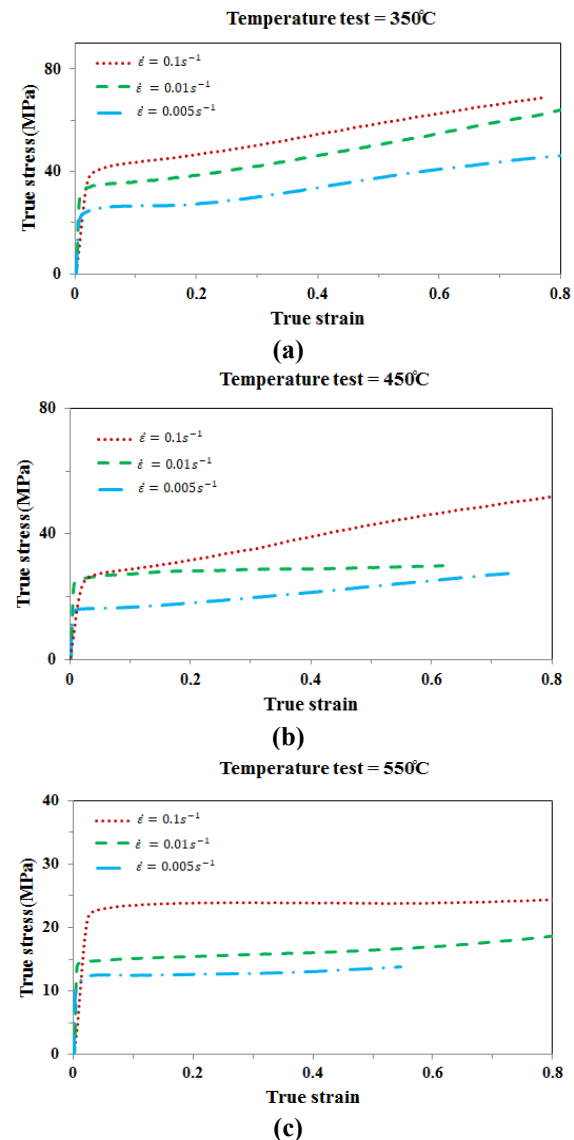 Temperature test = 350℃
80
40
0
True stress(MPa)
ε̇ = 0.1s⁻¹
ε̇ = 0.01s⁻¹
ε̇ = 0.005s⁻¹
0 0.2 0.4 0.6 0.8
True strain
(a)
Temperature test = 450℃
80
40
0
True stress(MPa)
ε̇ = 0.1s⁻¹
ε̇ = 0.01s⁻¹
ε̇ = 0.005s⁻¹
0 0.2 0.4 0.6 0.8
True strain
(b)
Temperature test = 550℃
40
30
20
10
0
True stress(MPa)
ε̇ = 0.1s⁻¹
ε̇ = 0.01s⁻¹
ε̇ = 0.005s⁻¹
0 0.2 0.4 0.6 0.8
True strain
(c)